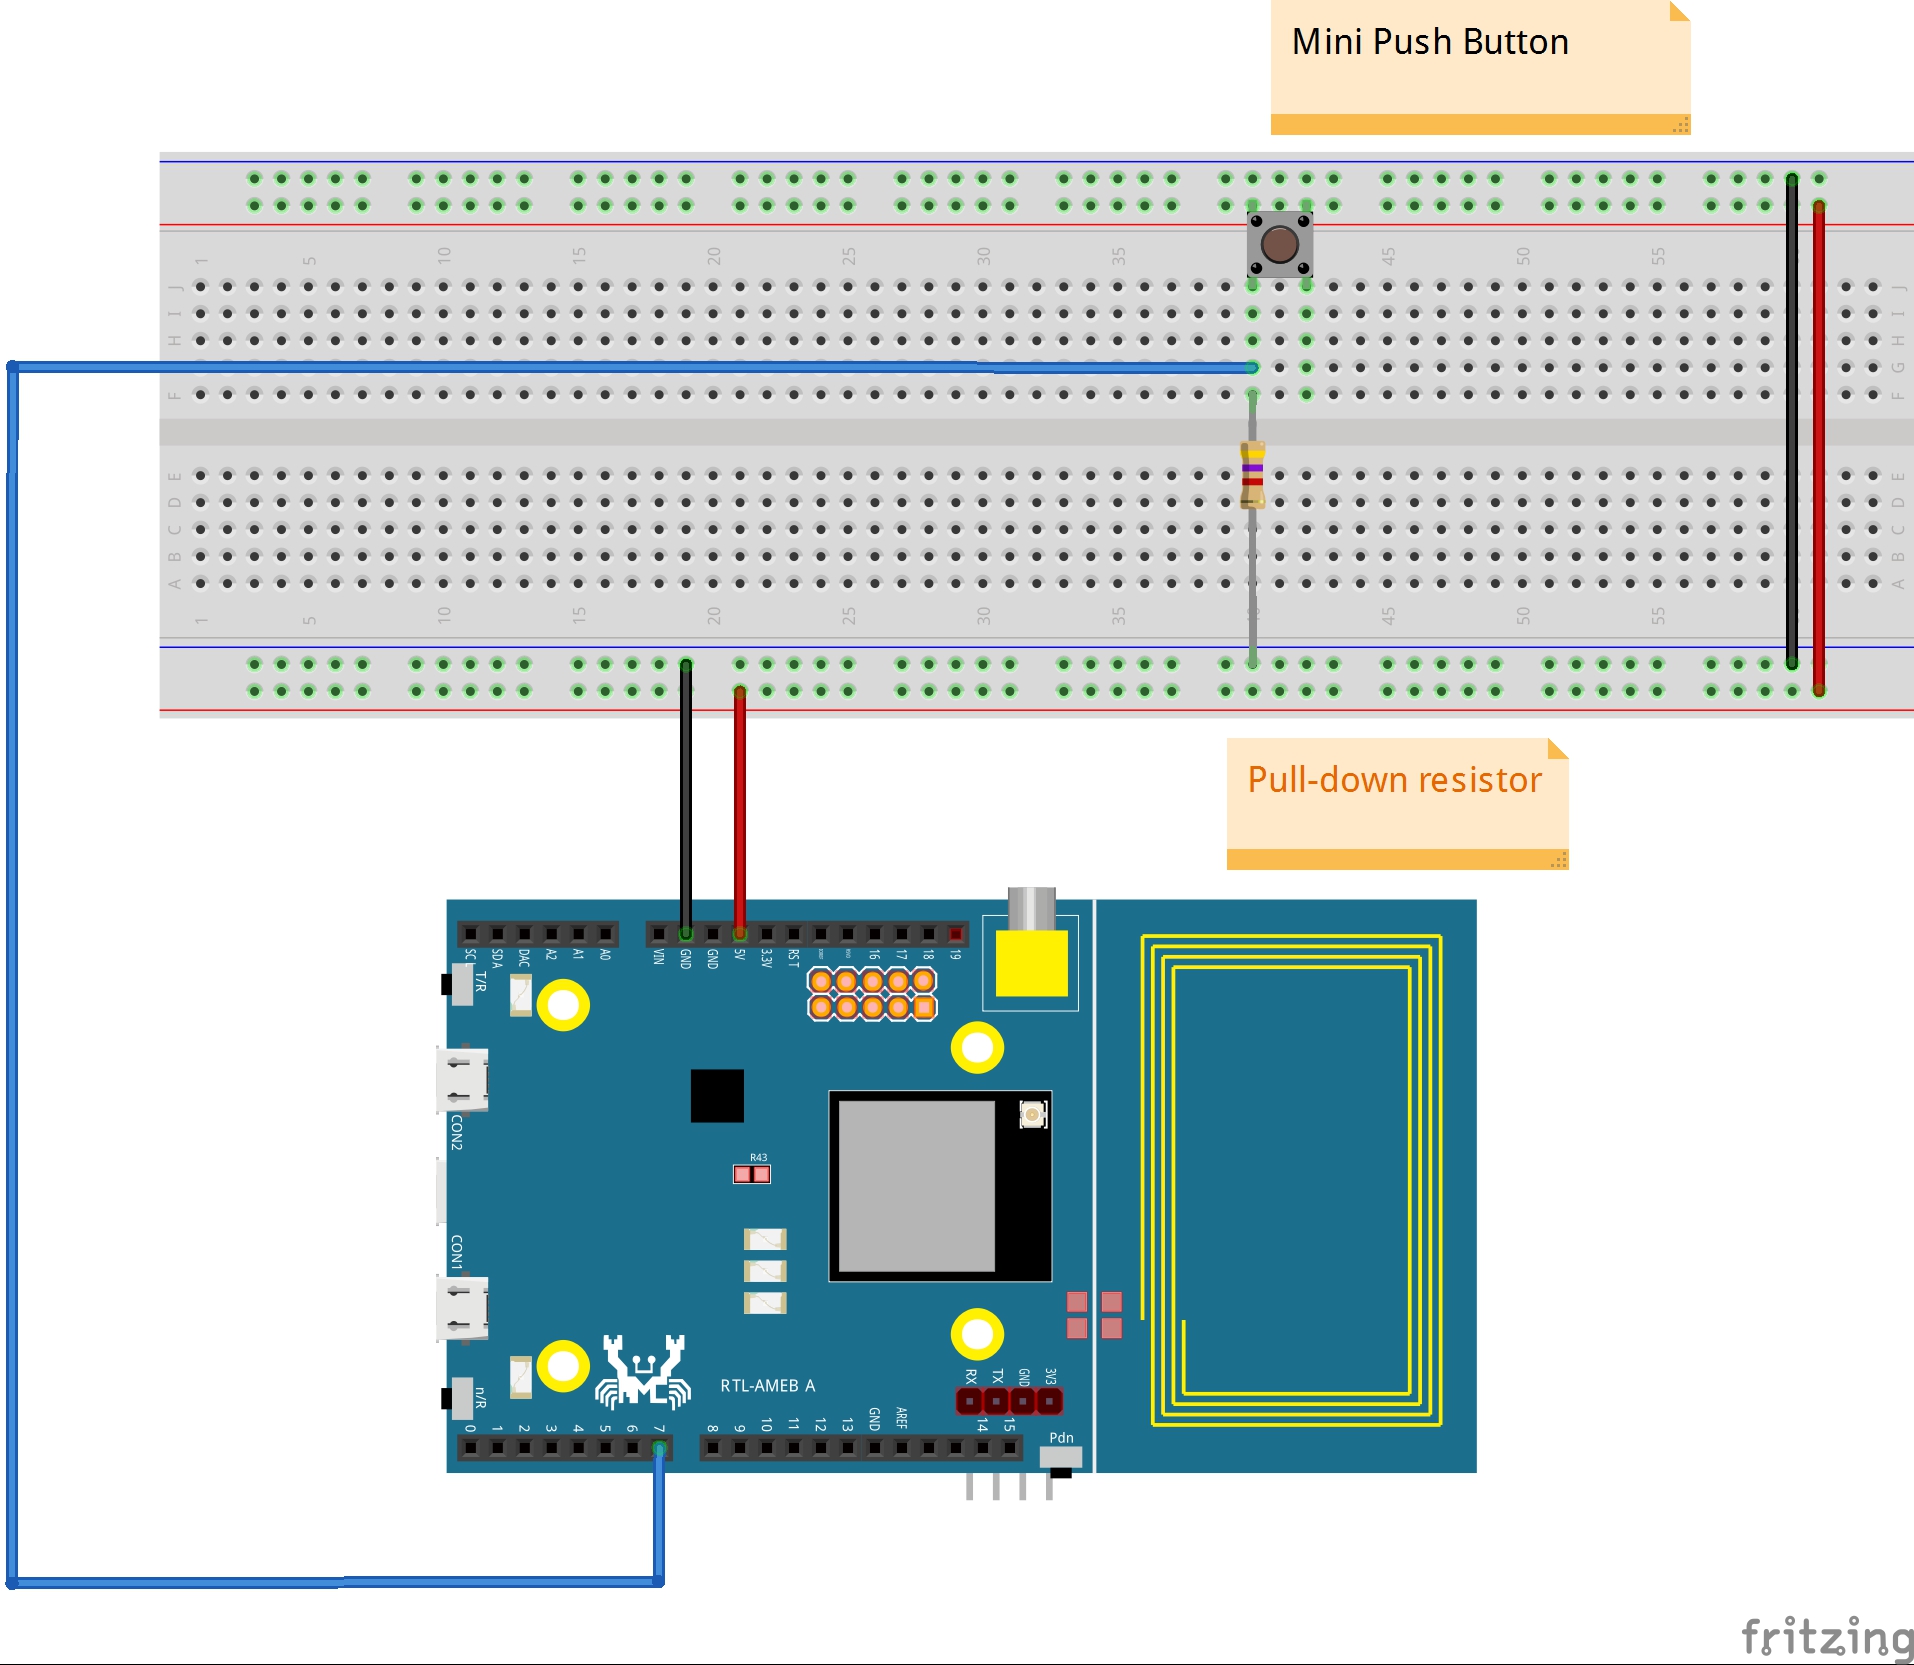 Mini Push Button
1 5 10 15 20 25 30 35 45 50 55
J J
I I
H H
G
F F
E E
D D
C C
B B
A A
1 5 10 15 20 25 30 35 45 50 55
Pull-down resistor
SCL SDA DAC A2 A1 A0 VIN GND GND 5V 3.3V RST 16 17 18 19
T/R
CON2
R43
CON1
RX TX GND 3V3
RTL-AMEB A
n/R
0 1 2 3 4 5 6 7 8 9 10 11 12 13 GND AREF 14 15
Pdn
fritzing